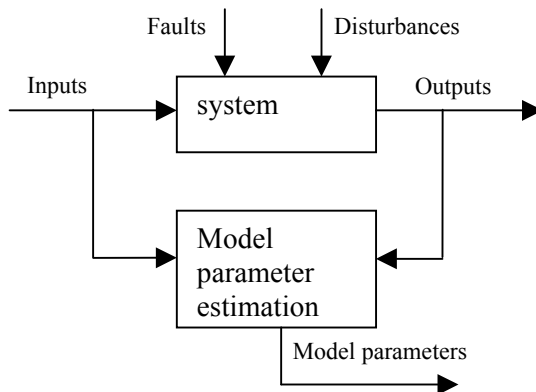 Faults
Disturbances
Inputs
system
Outputs
Model
parameter
estimation
Model parameters